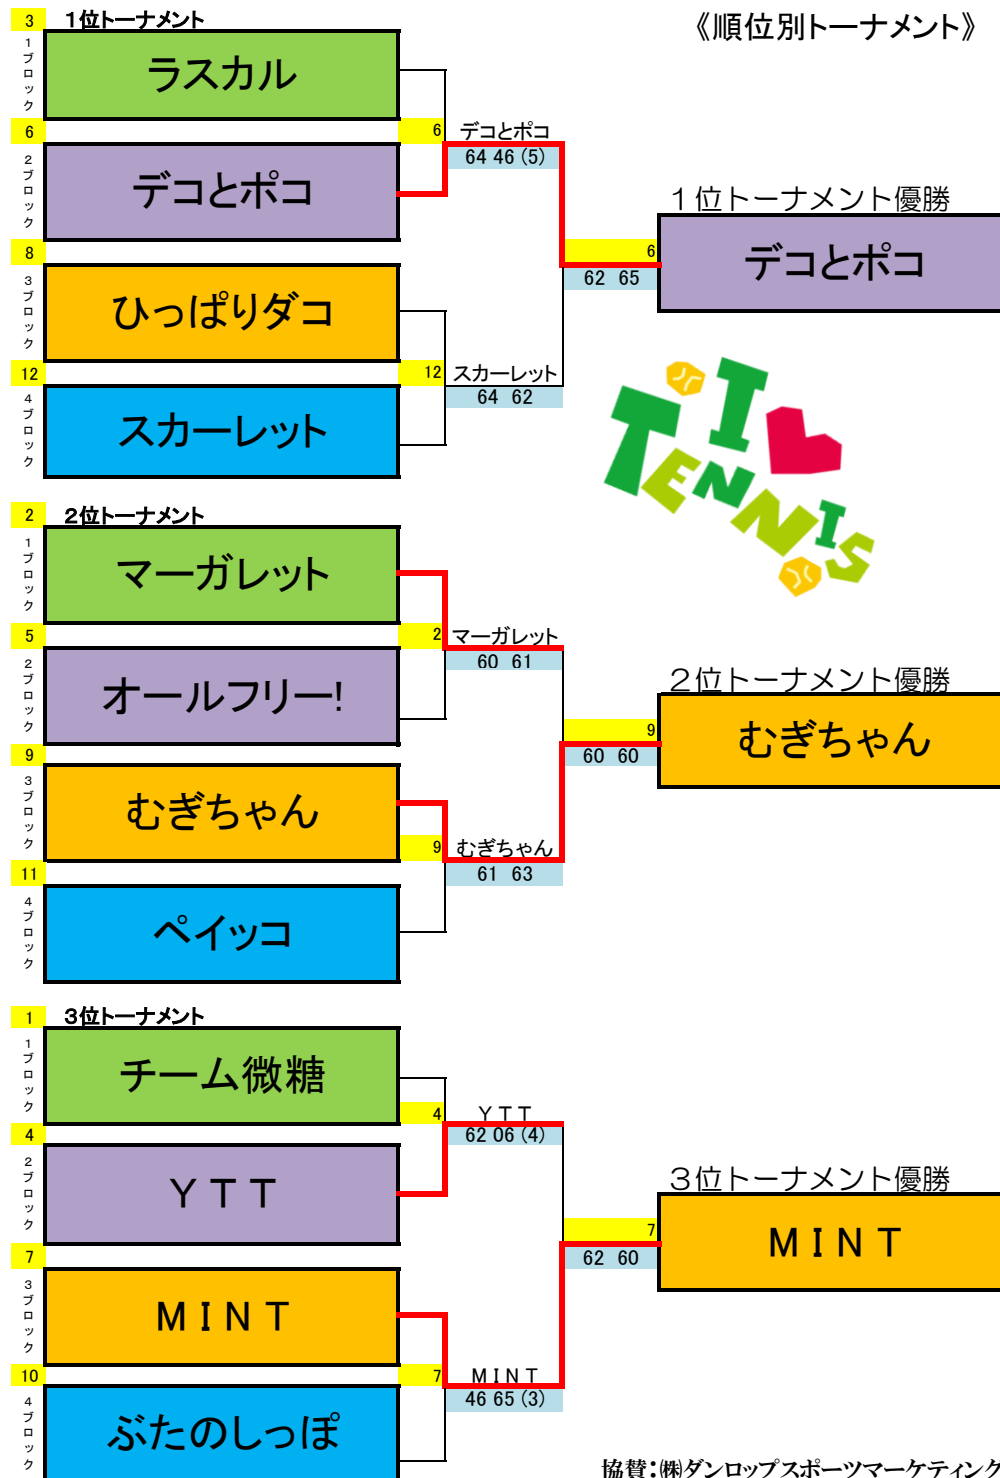 《順位別トーナメント》
3 1位トーナメント
1ブロック
ラスカル
6
2ブロック
デコとポコ
6 デコとポコ
64 46 (5)
8
3ブロック
ひっぱりダコ
12
4ブロック
スカーレット
12 スカーレット
64 62
1位トーナメント優勝
6
62 65
デコとポコ
I
TENNIS
2 2位トーナメント
1ブロック
マーガレット
5
2ブロック
オールフリー!
2 マーガレット
60 61
9
3ブロック
むぎちゃん
11
4ブロック
ペイッコ
9 むぎちゃん
61 63
2位トーナメント優勝
9
60 60
むぎちゃん
1 3位トーナメント
1ブロック
チーム微糖
4
2ブロック
YTT
4 YTT
62 06 (4)
7
3ブロック
MINT
10
4ブロック
ぶたのしっぽ
7 MINT
46 65 (3)
3位トーナメント優勝
7
62 60
MINT
協賛:㈱ダンロップスポーツマーケティング